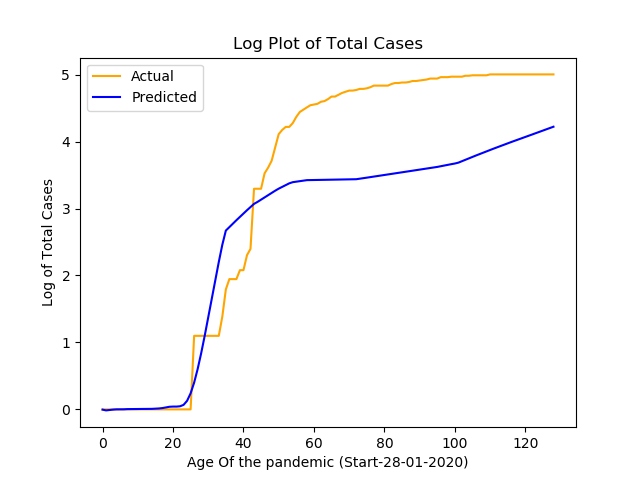 Log Plot of Total Cases
Actual
Predicted
5
4
3
2
1
0
Log of Total Cases
0 20 40 60 80 100 120
Age Of the pandemic (Start-28-01-2020)